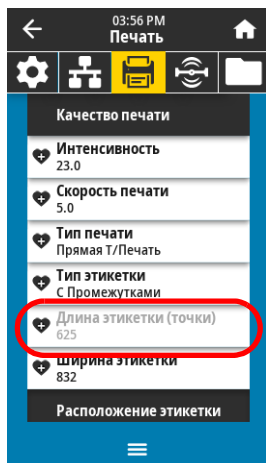 03:56 PM
Печать
Качество печати
Интенсивность
23.0
Скорость печати
5.0
Тип печати
Прямая Т/Печать
Тип этикетки
С Промежутками
Длина этикетки (точки)
625
Ширина этикетки
832
Расположение этикетки